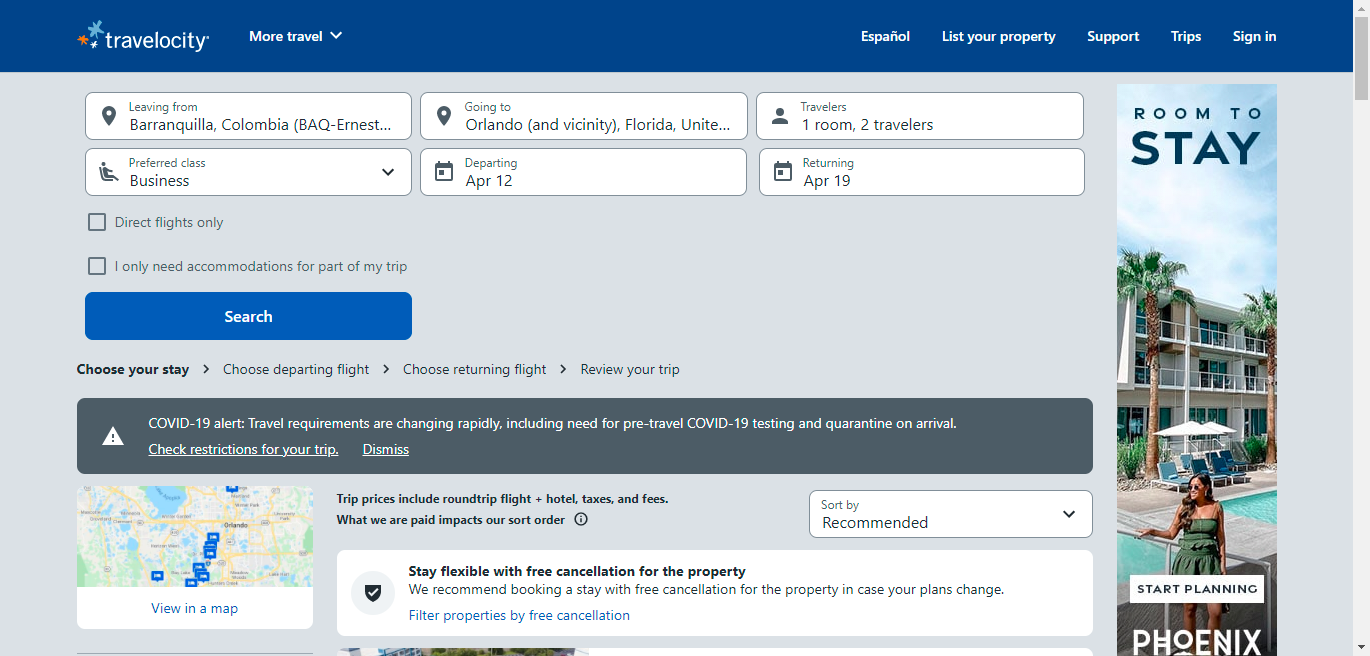 travelocity
More travel
Español
List your property
Support
Trips
Sign in
Leaving from
Barranquilla, Colombia (BAQ-Ernest...
Going to
Orlando (and vicinity), Florida, Unite...
Travelers
1 room, 2 travelers
Preferred class
Business
Departing
Apr 12
Returning
Apr 19
Direct flights only
I only need accommodations for part of my trip
Search
Choose your stay
Choose departing flight
Choose returning flight
Review your trip
COVID-19 alert: Travel requirements are changing rapidly, including need for pre-travel COVID-19 testing and quarantine on arrival.
Check restrictions for your trip.
Dismiss
Orlando
View in a map
Trip prices include roundtrip flight + hotel, taxes, and fees.
What we are paid impacts our sort order
Sort by
Recommended
Stay flexible with free cancellation for the property
We recommend booking a stay with free cancellation for the property in case your plans change.
Filter properties by free cancellation
ROOM TO
STAY
START PLANNING
PHOENIX